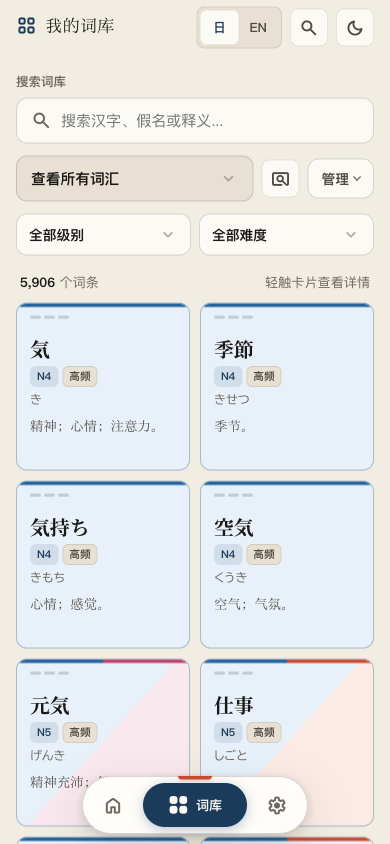 我的词库
日 EN
搜索词库
搜索汉字、假名或释义...
查看所有词汇
管理
全部级别
全部难度
5,906 个词条
轻触卡片查看详情
気
N4 高频
き
精神；心情；注意力。
季節
N4 高频
きせつ
季节。
気持ち
N4 高频
きもち
心情；感觉。
空気
N4 高频
くうき
空气；气氛。
元気
N5 高频
げんき
精神充沛；
仕事
N5 高频
しごと
词库